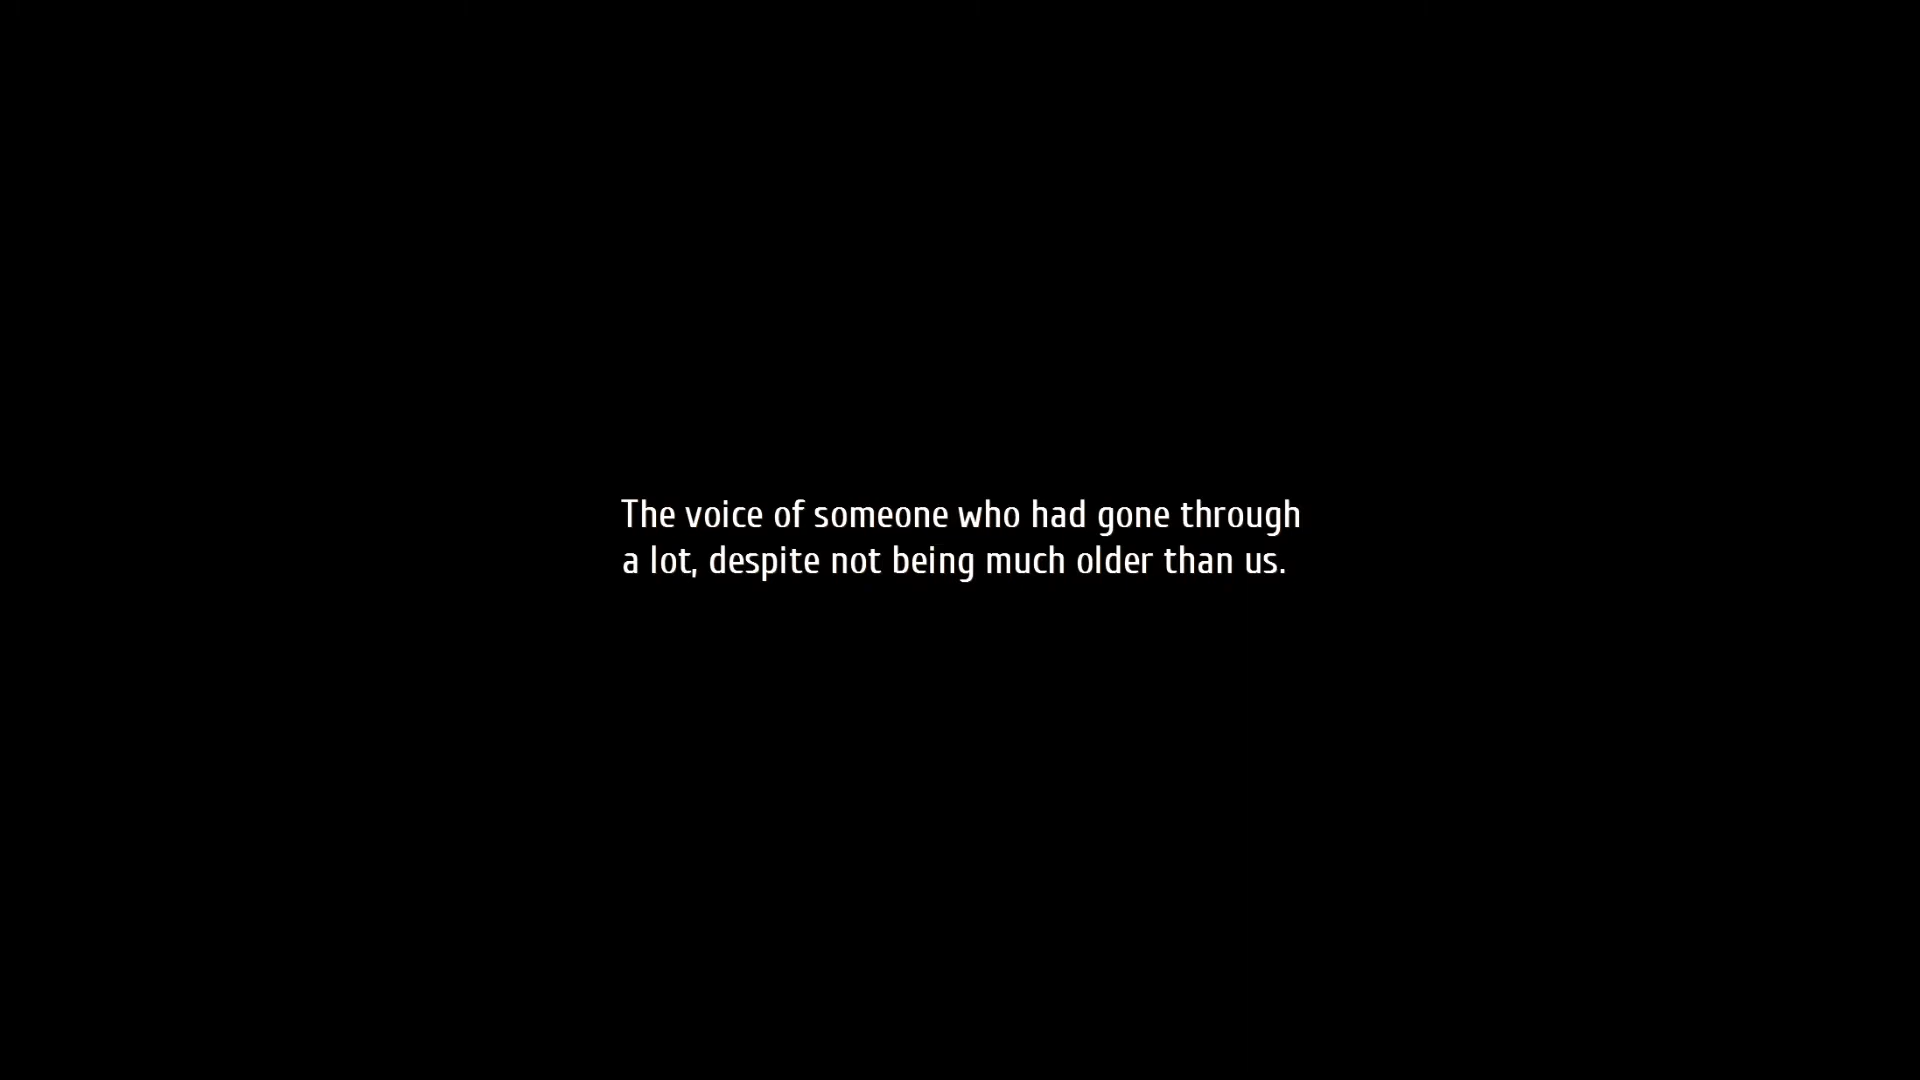 The voice of someone who had gone through
a lot, despite not being much older than us.